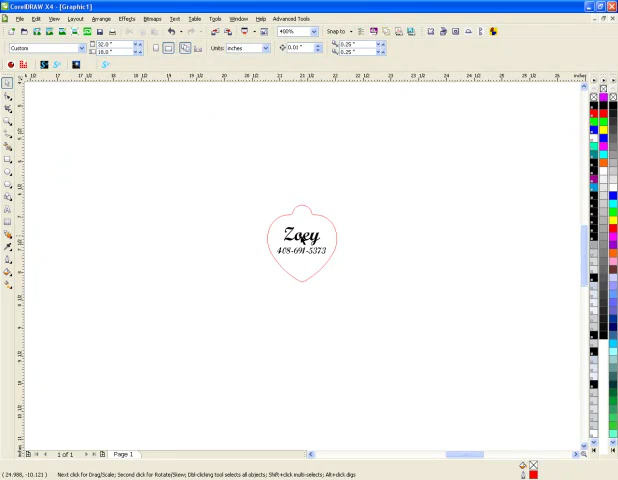 CorelDRAW X4 - [Graphic1]
File Edit View Layout Arrange Effects Bitmaps Text Table Tools Window Help Advanced Tools
400% Snap to
Custom 32.0 " 18.0 " Units: inches 0.01 " 0.25 " 0.25 "
inches
Zoey
408-691-5373
1 of 1 Page 1
( 24.988, -10.121) Next click for Drag/Scale; Second click for Rotate/Skew; Dbl-clicking tool selects all objects; Shift+click multi-selects; Alt+click digs